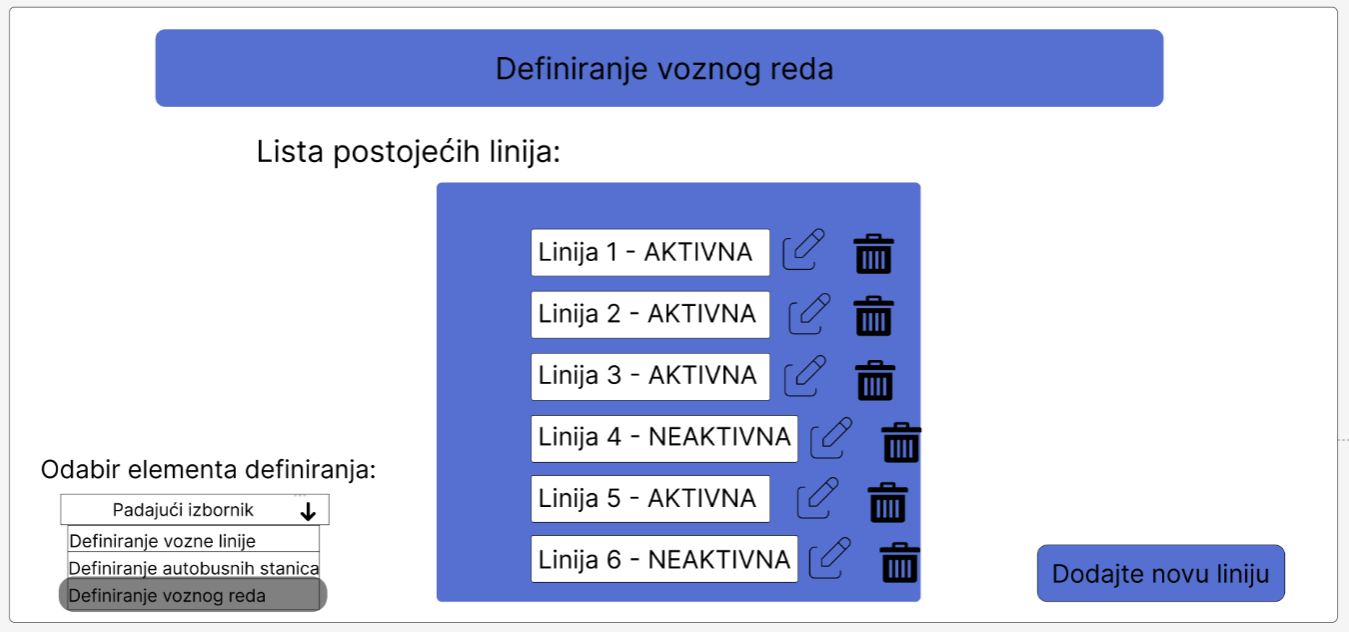 Definiranje voznog reda
Lista postojećih linija:
Linija 1 - AKTIVNA
Linija 2 - AKTIVNA
Linija 3 - AKTIVNA
Linija 4 - NEAKTIVNA
Linija 5 - AKTIVNA
Linija 6 - NEAKTIVNA
Odabir elementa definiranja:
Padajući izbornik
Definiranje vozne linije
Definiranje autobusnih stanica
Definiranje voznog reda
Dodajte novu liniju